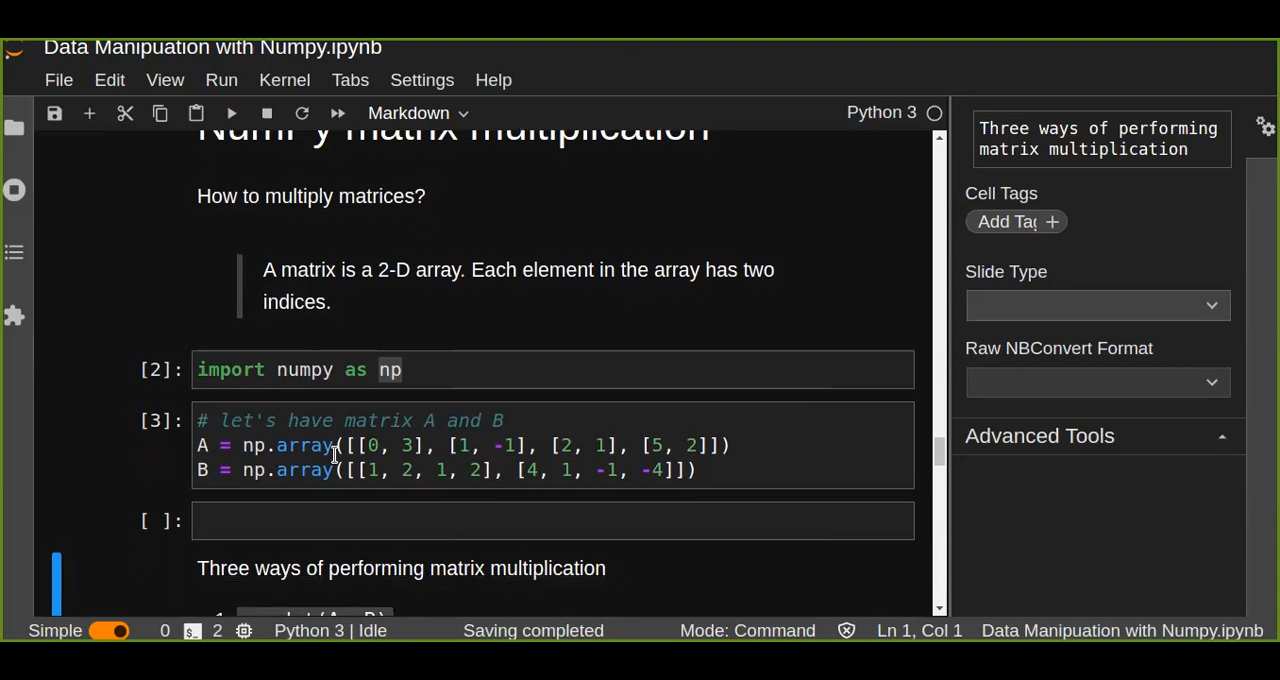 Data Manipuation with Numpy.ipynb
File Edit View Run Kernel Tabs Settings Help
Markdown Python 3
NumPy matrix multiplication
How to multiply matrices?
A matrix is a 2-D array. Each element in the array has two
indices.
[2]: import numpy as np
[3]: # let's have matrix A and B
A = np.array([[0, 3], [1, -1], [2, 1], [5, 2]])
B = np.array([[1, 2, 1, 2], [4, 1, -1, -4]])
[ ]:
Three ways of performing matrix multiplication
Three ways of performing
matrix multiplication
Cell Tags
Add Tag +
Slide Type
Raw NBConvert Format
Advanced Tools
Simple 0 2 Python 3 | Idle Saving completed Mode: Command Ln 1, Col 1 Data Manipuation with Numpy.ipynb